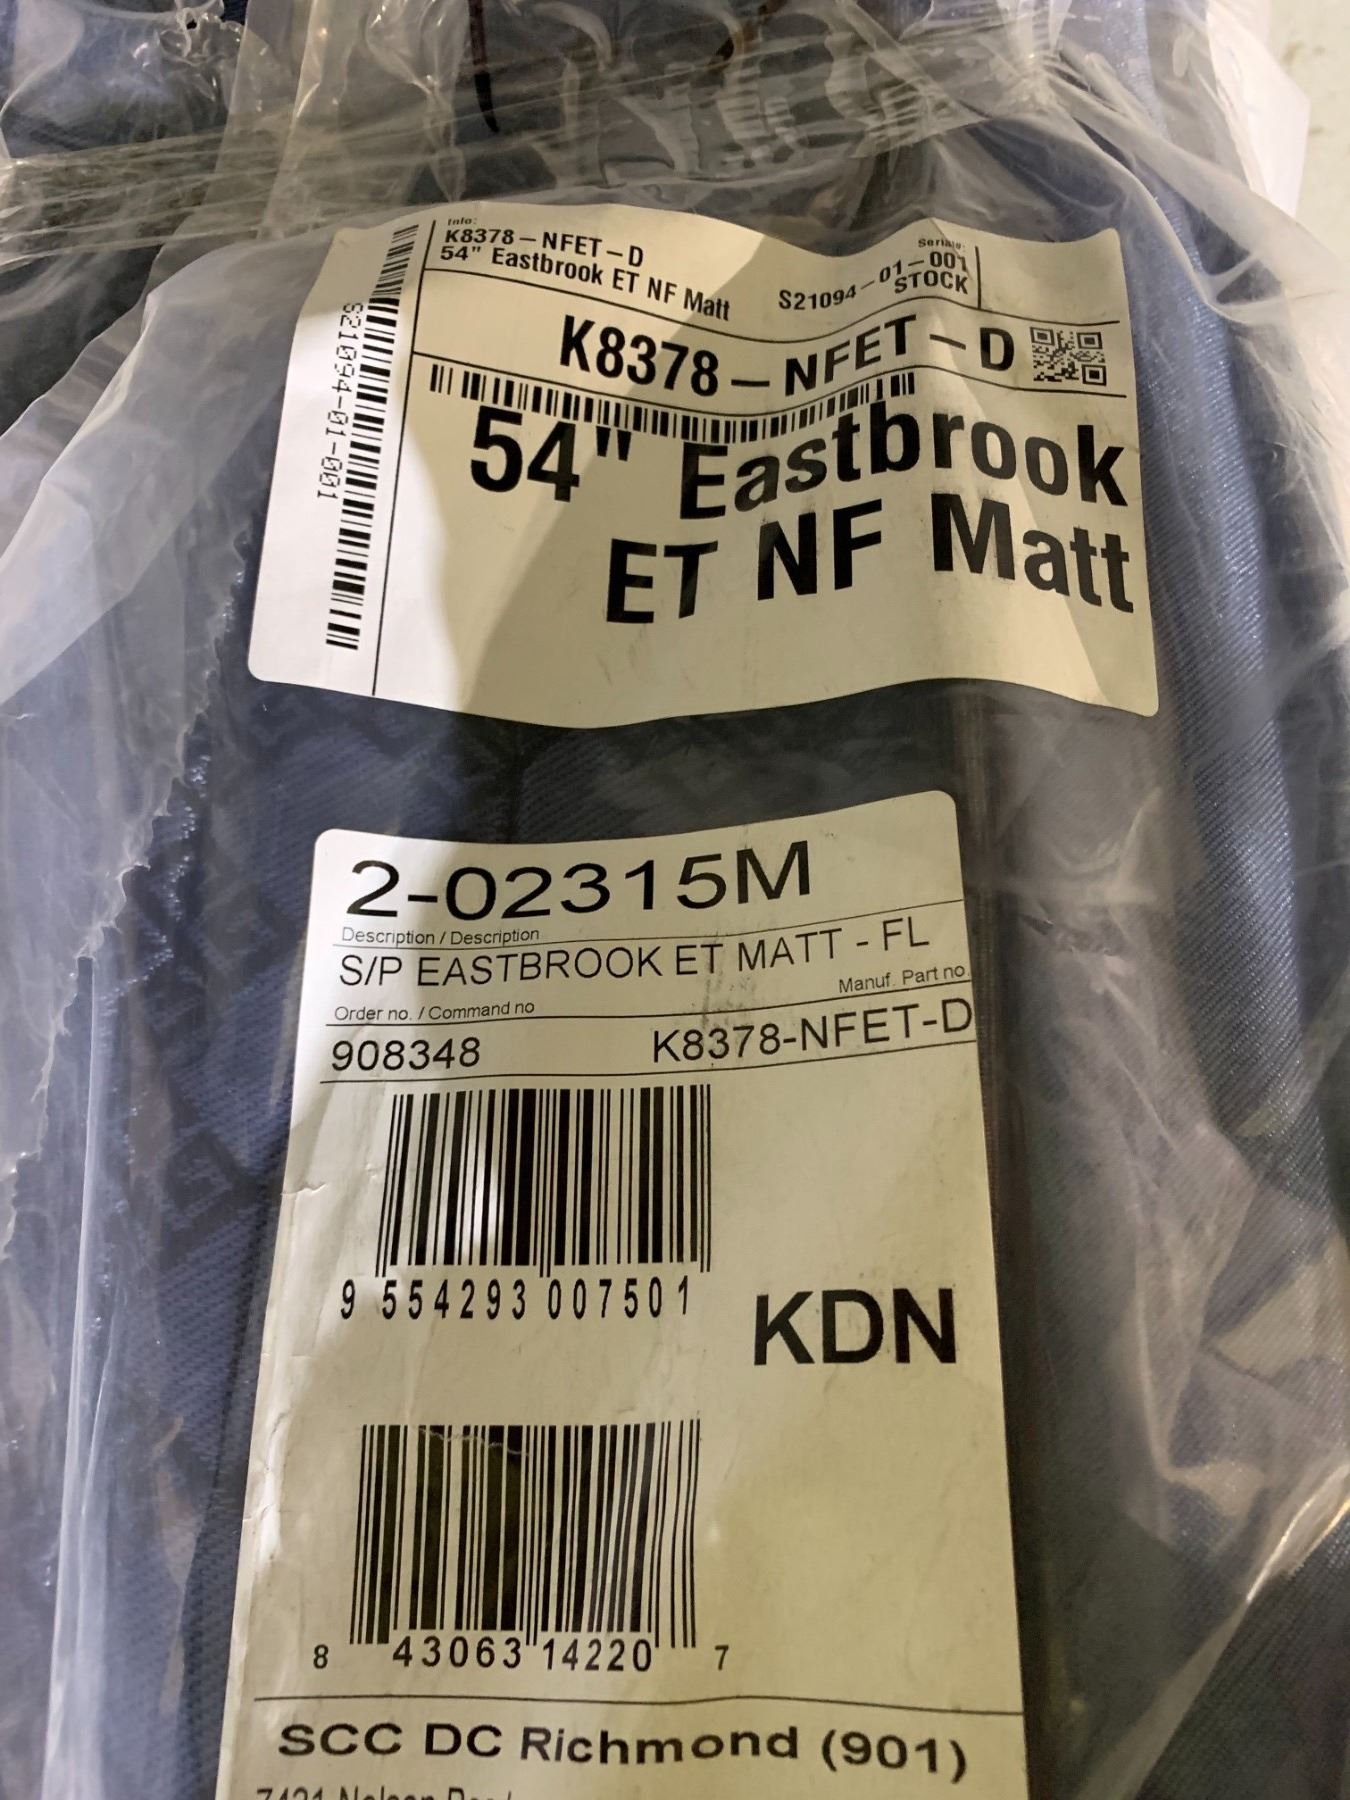 Info:
K8378-NFET-D
54" Eastbrook ET NF Matt
Serial#:
S21094-01-001
STOCK
S21094-01-001
K8378-NFET-D
54" Eastbrook
ET NF Matt
2-02315M
Description / Description
S/P EASTBROOK ET MATT - FL
Order no. / Command no
Manuf. Part no.
908348
K8378-NFET-D
9 554293 007501
KDN
8 43063 14220 7
SCC DC Richmond (901)
7421 Nelson